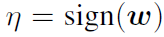 η = sign(w)